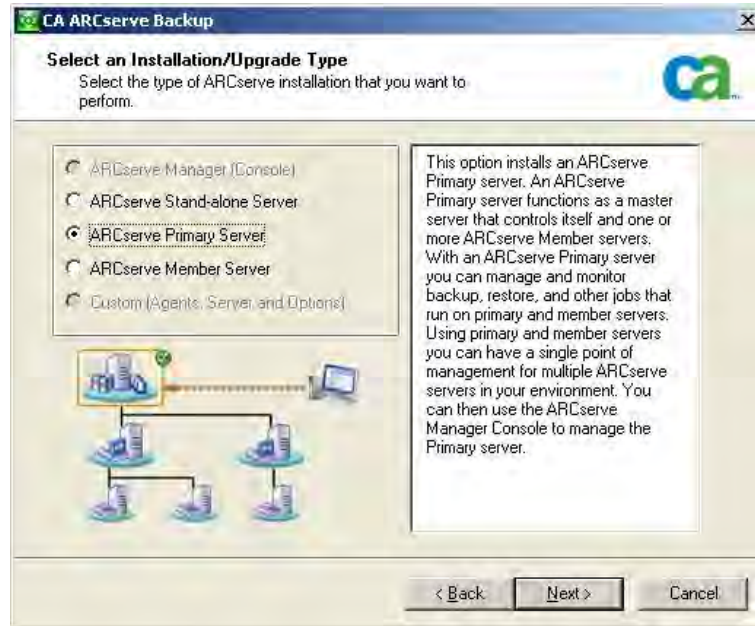 CA ARCserve Backup
Select an Installation/Upgrade Type
Select the type of ARCserve installation that you want to
perform.
ca
ARCserve Manager (Console)
ARCserve Stand-alone Server
ARCserve Primary Server
ARCserve Member Server
Custom (Agents, Server and Options)
This option installs an ARCserve
Primary server. An ARCserve
Primary server functions as a master
server that controls itself and one or
more ARCserve Member servers.
With an ARCserve Primary server
you can manage and monitor
backup, restore, and other jobs that
run on primary and member servers.
Using primary and member servers
you can have a single point of
management for multiple ARCserve
servers in your environment. You
can then use the ARCserve
Manager Console to manage the
Primary server.
< Back
Next >
Cancel